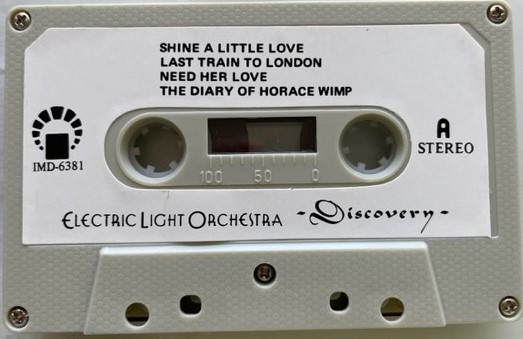 SHINE A LITTLE LOVE
LAST TRAIN TO LONDON
NEED HER LOVE
THE DIARY OF HORACE WIMP
IMD-6381
A
STEREO
100 50 0
ELECTRIC LIGHT ORCHESTRA - Discovery -